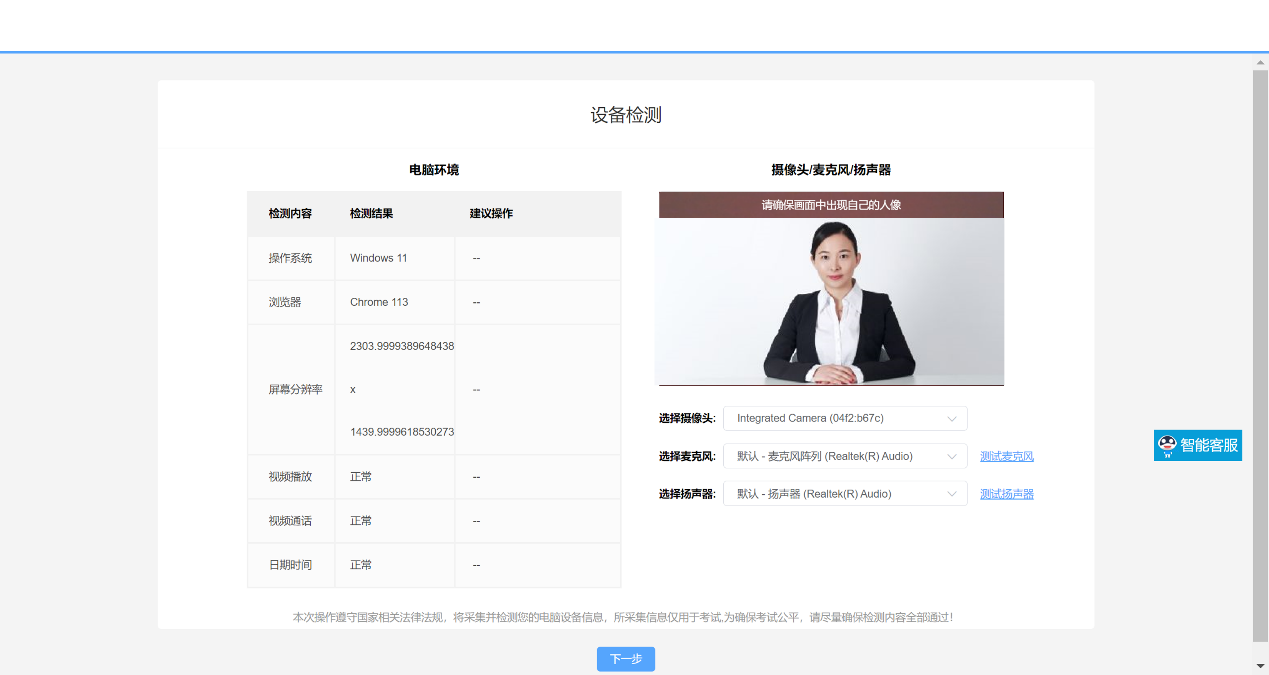 设备检测
电脑环境
检测内容 检测结果 建议操作
操作系统 Windows 11 --
浏览器 Chrome 113 --
屏幕分辨率 2303.9999389648438 x 1439.9999618530273 --
视频播放 正常 --
视频通话 正常 --
日期时间 正常 --
摄像头/麦克风/扬声器
请确保画面中出现自己的人像
选择摄像头: Integrated Camera (04f2:b67c)
选择麦克风: 默认 - 麦克风阵列 (Realtek(R) Audio) 测试麦克风
选择扬声器: 默认 - 扬声器 (Realtek(R) Audio) 测试扬声器
智能客服
本次操作遵守国家相关法律法规，将采集并检测您的电脑设备信息，所采集信息仅用于考试,为确保考试公平，请尽量确保检测内容全部通过！
下一步